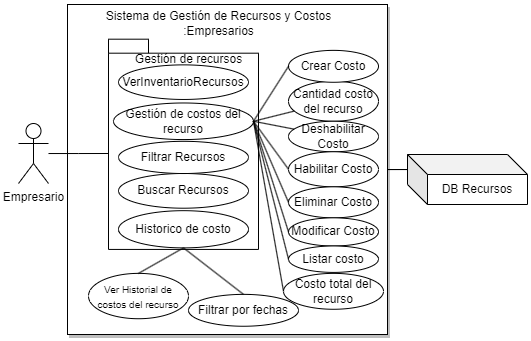 Sistema de Gestión de Recursos y Costos
:Empresarios
Gestión de recursos
VerInventarioRecursos
Gestión de costos del
recurso
Filtrar Recursos
Buscar Recursos
Historico de costo
Crear Costo
Cantidad costo
del recurso
Deshabilitar
Costo
Habilitar Costo
Eliminar Costo
Modificar Costo
Listar costo
Costo total del
recurso
Ver Historial de
costos del recurso
Filtrar por fechas
Empresario
DB Recursos